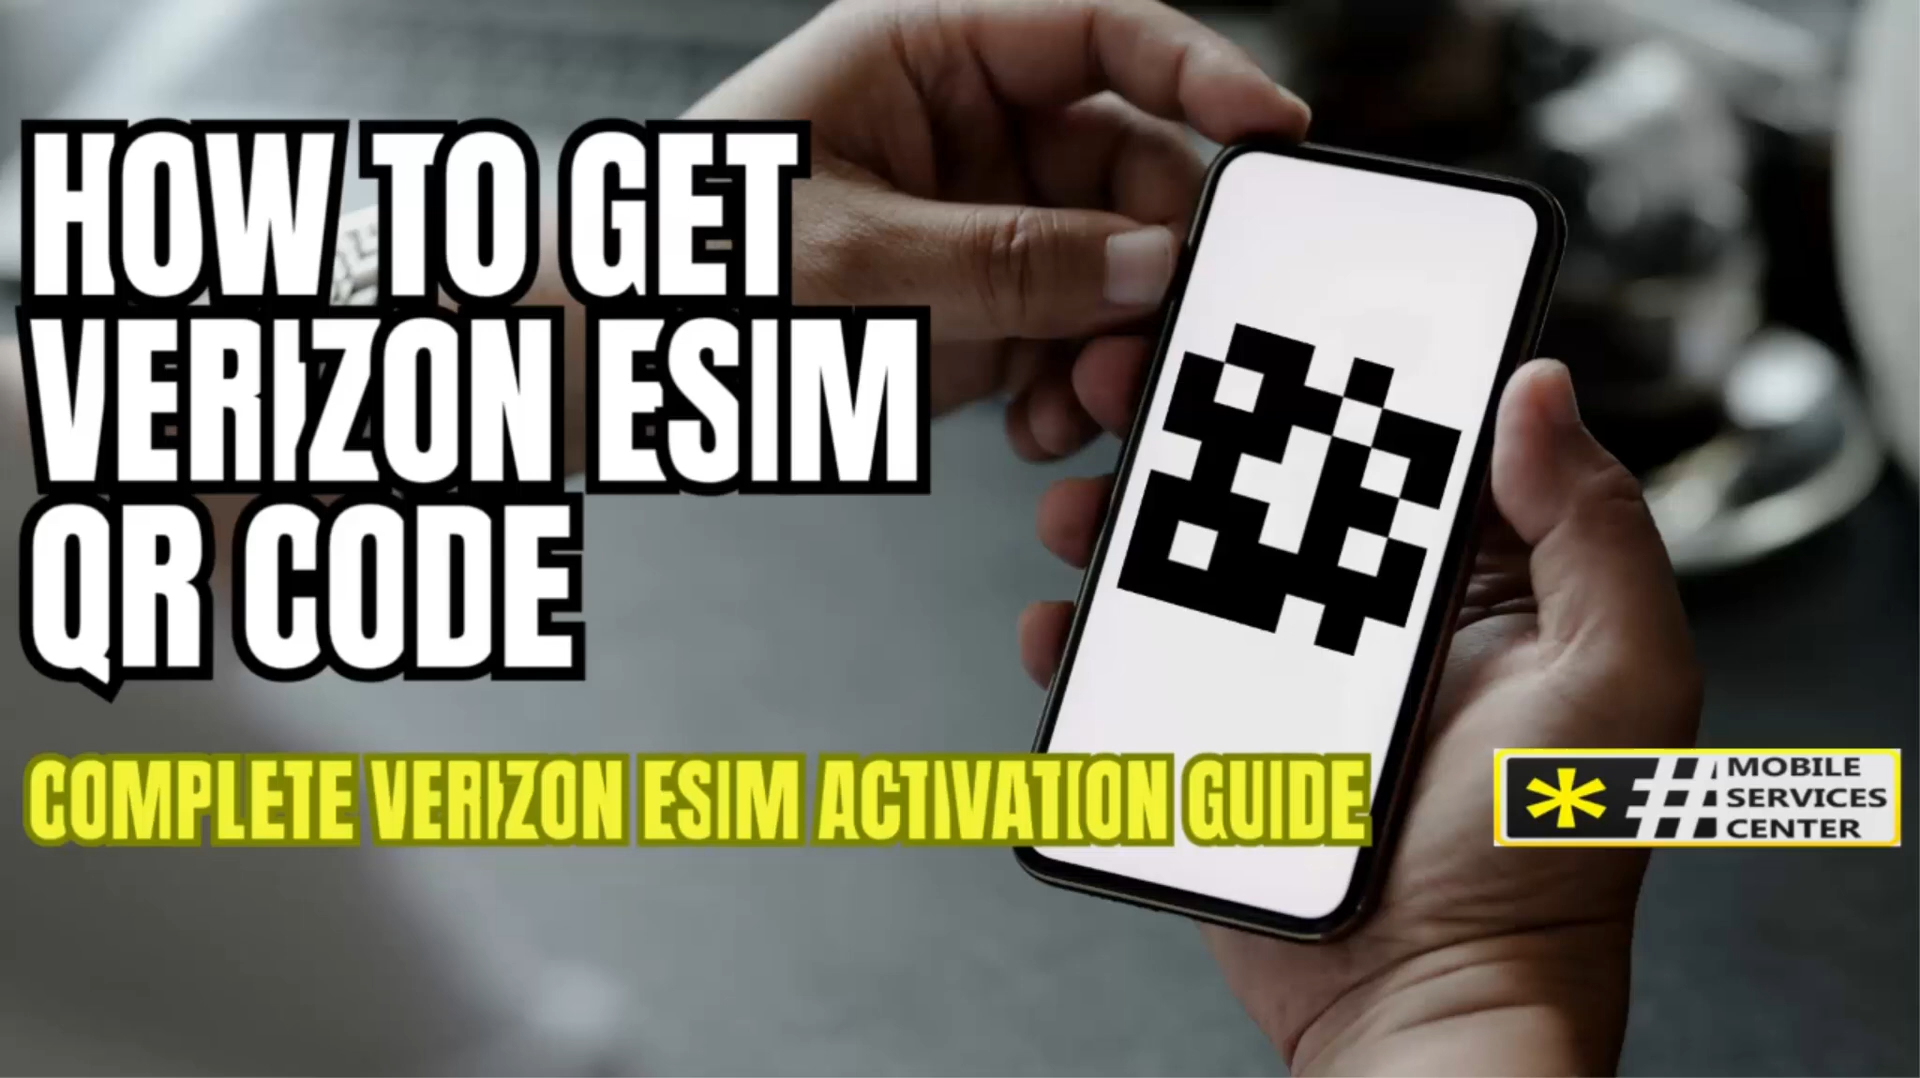 HOW TO GET
VERIZON ESIM
QR CODE
COMPLETE VERIZON ESIM ACTIVATION GUIDE
*# MOBILE
SERVICES
CENTER